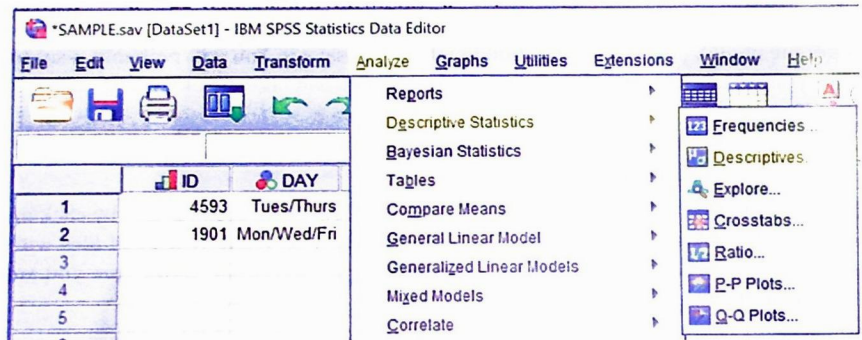 *SAMPLE.sav [DataSet1] - IBM SPSS Statistics Data Editor
File Edit View Data Transform Analyze Graphs Utilities Extensions Window Help
Reports
Descriptive Statistics
Bayesian Statistics
Tables
Compare Means
General Linear Model
Generalized Linear Models
Mixed Models
Correlate
123 Frequencies...
Descriptives...
Explore...
Crosstabs...
1/2 Ratio...
P-P Plots...
Q-Q Plots...
ID DAY
1 4593 Tues/Thurs
2 1901 Mon/Wed/Fri
3
4
5